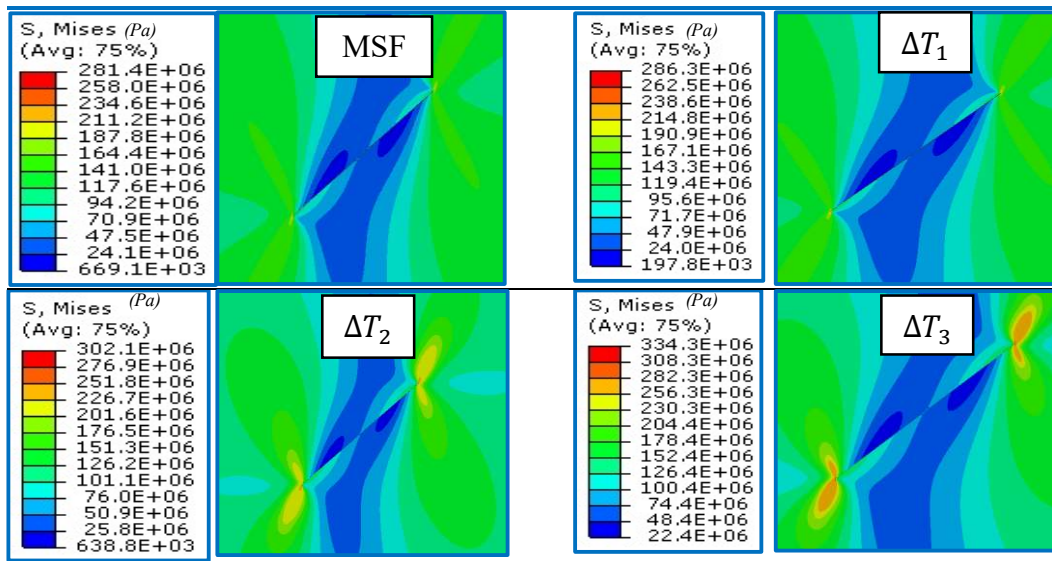 S, Mises (Pa)
(Avg: 75%)
281.4E+06
258.0E+06
234.6E+06
211.2E+06
187.8E+06
164.4E+06
141.0E+06
117.6E+06
94.2E+06
70.9E+06
47.5E+06
24.1E+06
669.1E+03
MSF
S, Mises (Pa)
(Avg: 75%)
286.3E+06
262.5E+06
238.6E+06
214.8E+06
190.9E+06
167.1E+06
143.3E+06
119.4E+06
95.6E+06
71.7E+06
47.9E+06
24.0E+06
197.8E+03
ΔT₁
S, Mises (Pa)
(Avg: 75%)
302.1E+06
276.9E+06
251.8E+06
226.7E+06
201.6E+06
176.5E+06
151.3E+06
126.2E+06
101.1E+06
76.0E+06
50.9E+06
25.8E+06
638.8E+03
ΔT₂
S, Mises (Pa)
(Avg: 75%)
334.3E+06
308.3E+06
282.3E+06
256.3E+06
230.3E+06
204.4E+06
178.4E+06
152.4E+06
126.4E+06
100.4E+06
74.4E+06
48.4E+06
22.4E+06
ΔT₃